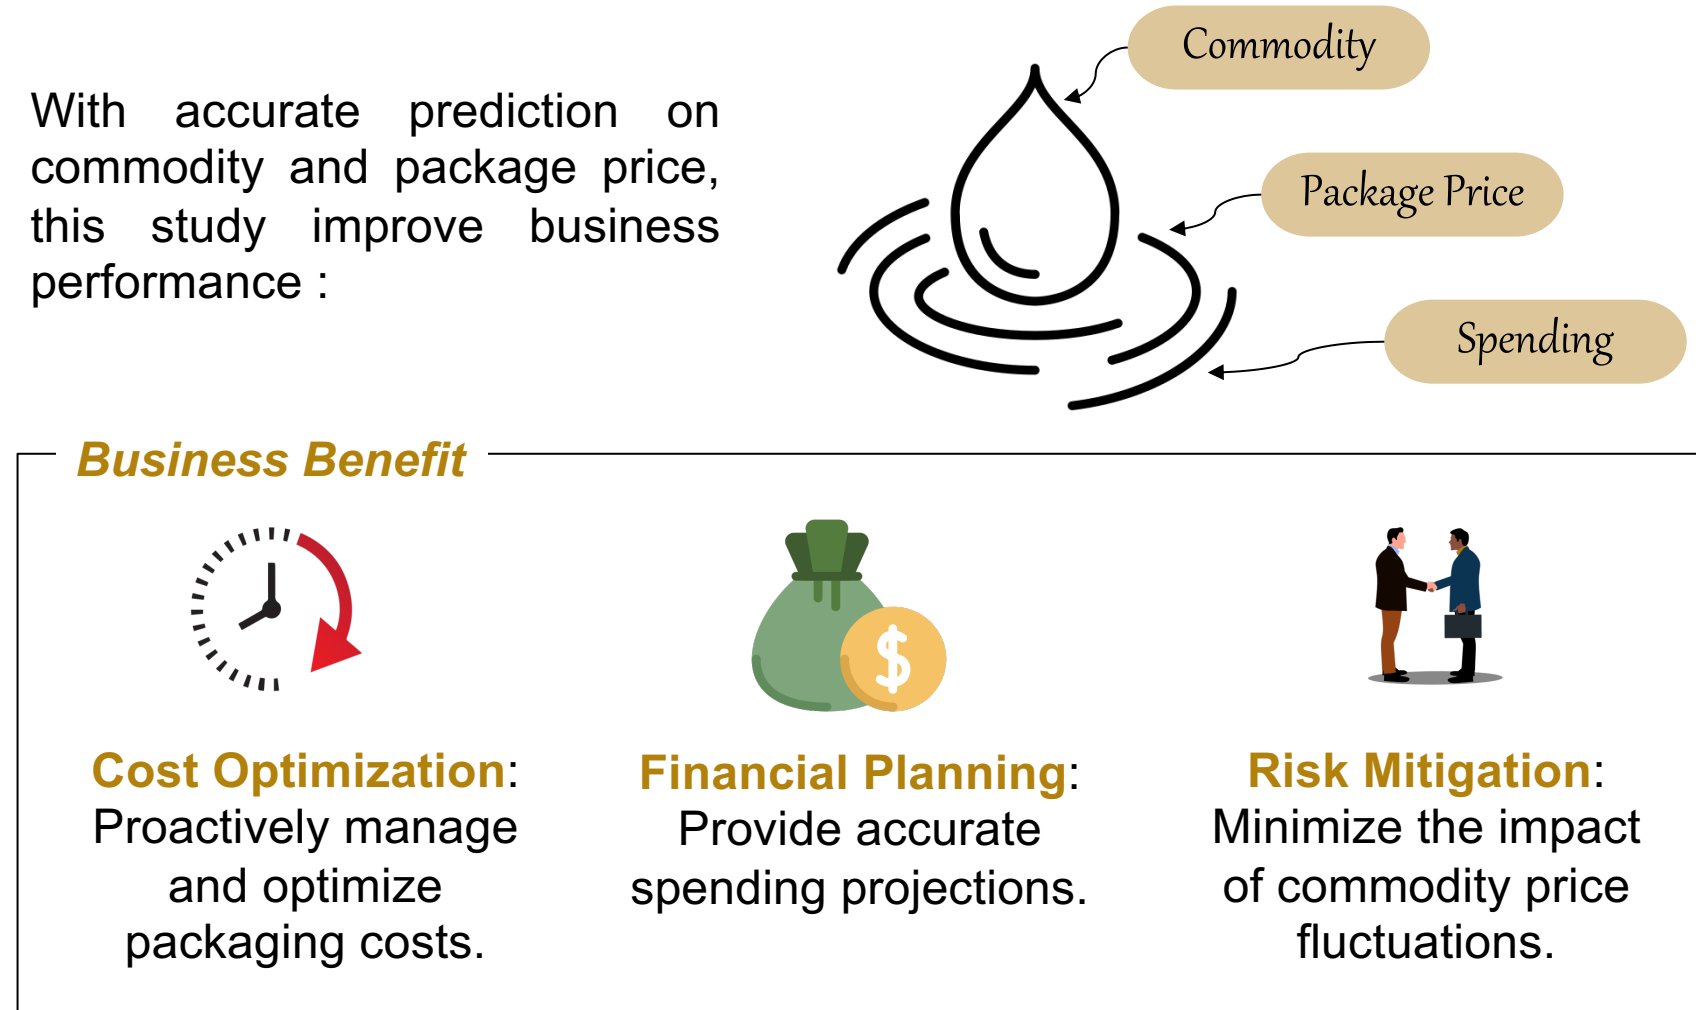 With accurate prediction on
commodity and package price,
this study improve business
performance :
Commodity
Package Price
Spending
Business Benefit
Cost Optimization:
Proactively manage
and optimize
packaging costs.
$
Financial Planning:
Provide accurate
spending projections.
Risk Mitigation:
Minimize the impact
of commodity price
fluctuations.